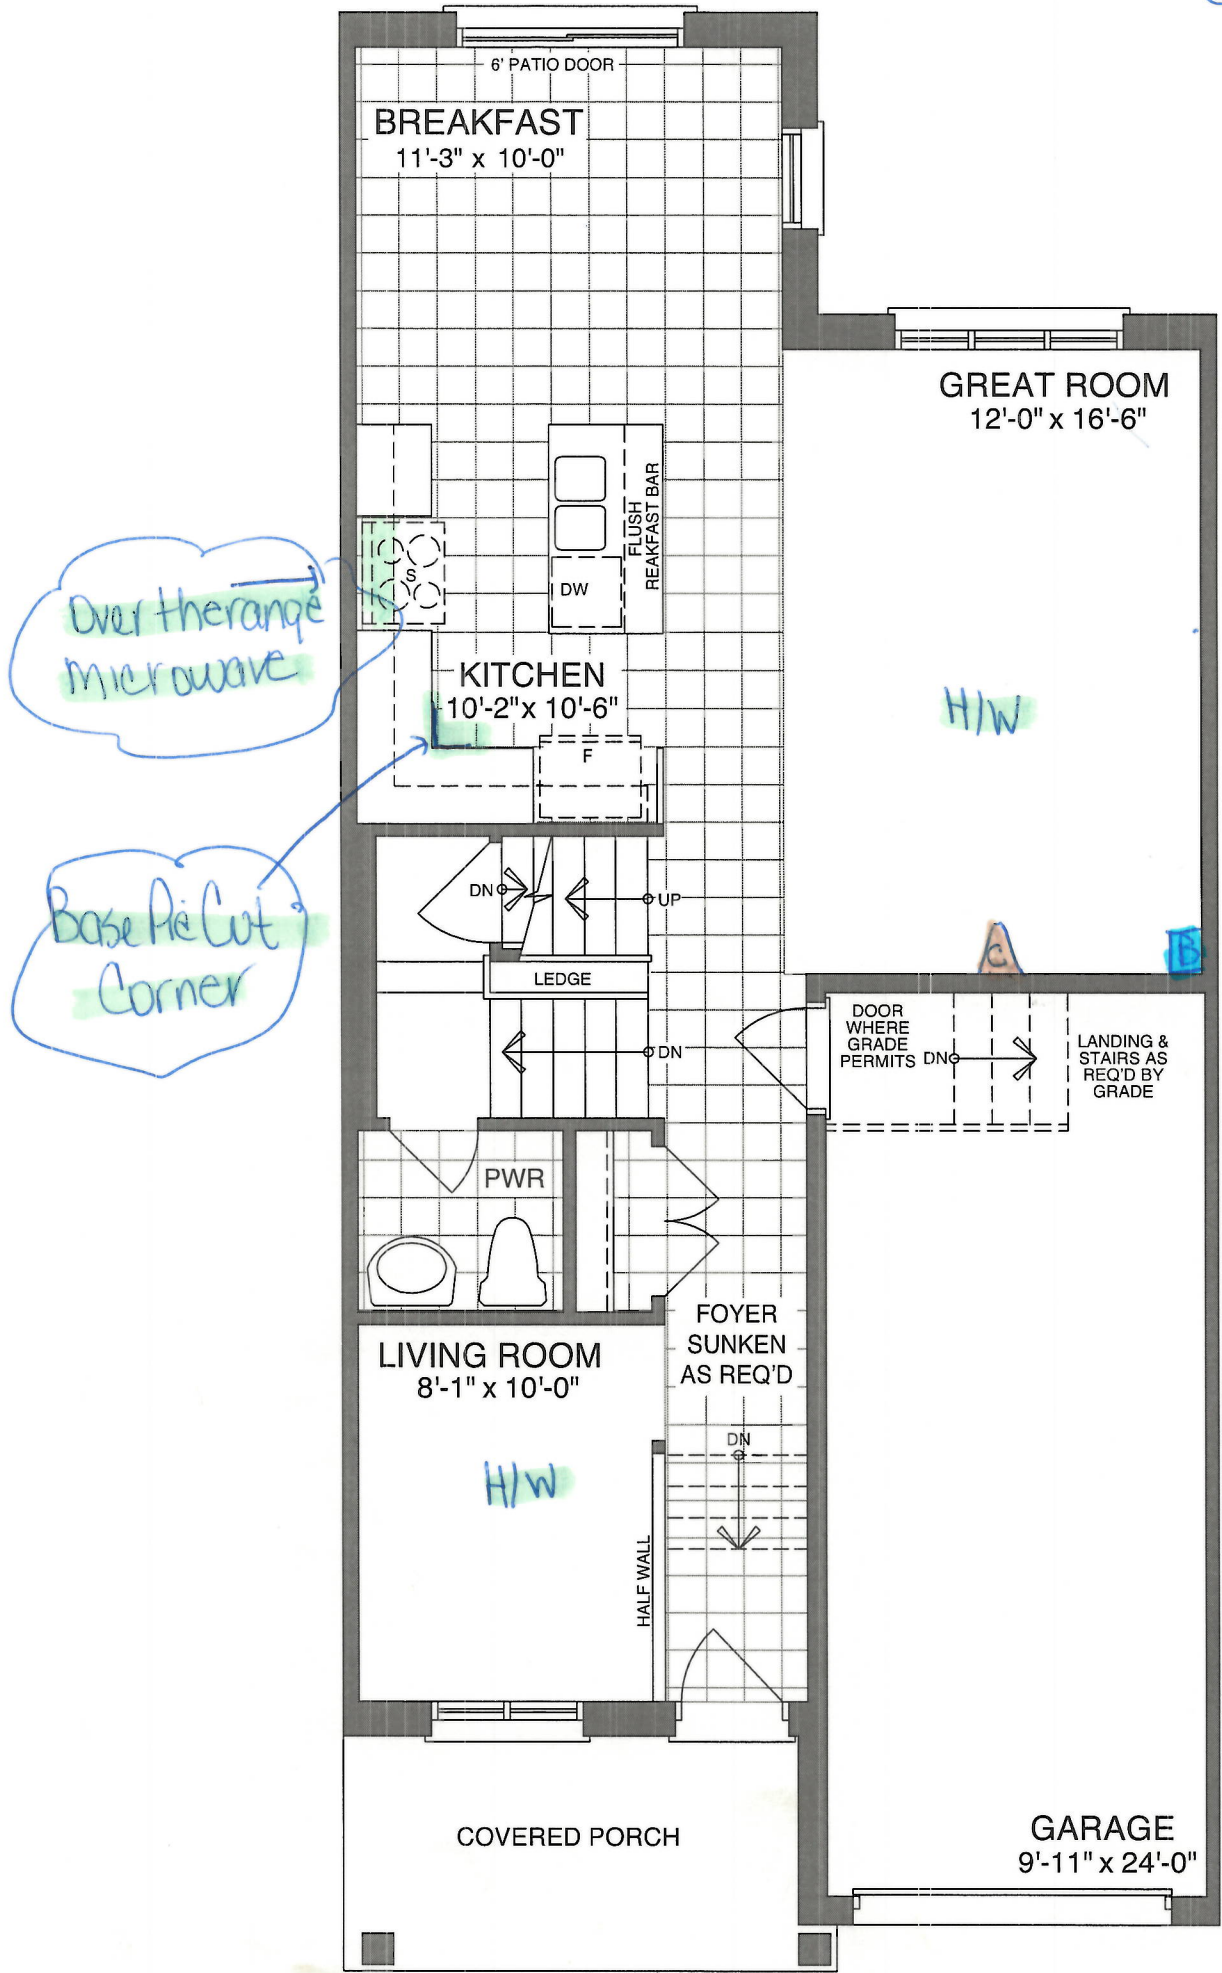 6' PATIO DOOR
BREAKFAST
11'-3" x 10'-0"
GREAT ROOM
12'-0" x 16'-6"
FLUSH
REAKFAST BAR
S
DW
Over the range
microwave
KITCHEN
10'-2" x 10'-6"
H/W
F
Base Pie Cut
Corner
DN
UP
C
B
LEDGE
DN
DOOR
WHERE
GRADE
PERMITS
DN
LANDING &
STAIRS AS
REQ'D BY
GRADE
PWR
FOYER
SUNKEN
AS REQ'D
LIVING ROOM
8'-1" x 10'-0"
DN
H/W
HALF WALL
COVERED PORCH
GARAGE
9'-11" x 24'-0"